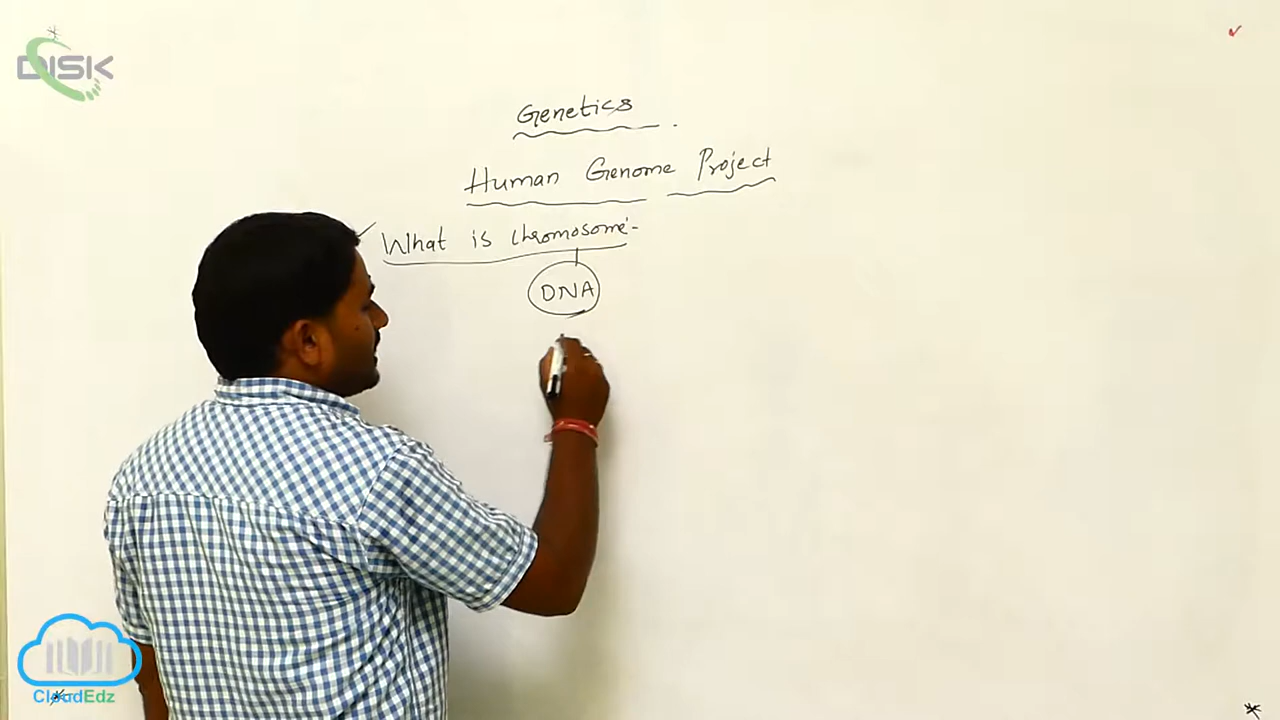 DISK
Genetics
Human Genome Project
What is chromosome:-
DNA
CloudEdz